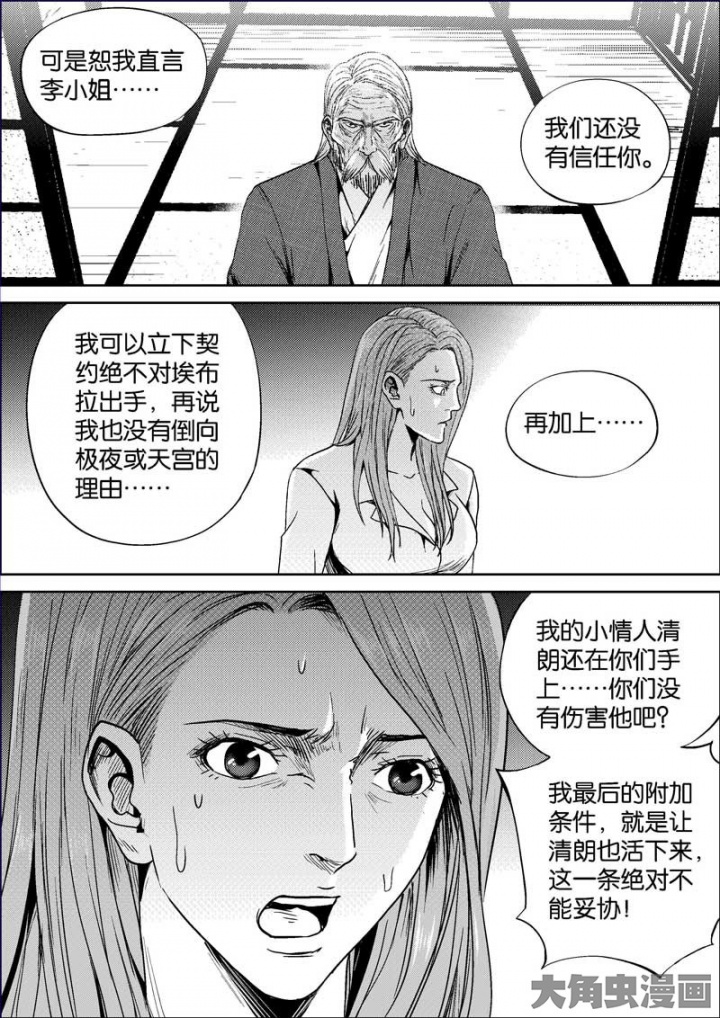 可是恕我直言
李小姐……
我们还没
有信任你。
我可以立下契
约绝不对埃布
拉出手，再说
我也没有倒向
极夜或天宫的
理由……
再加上……
我的小情人清
朗还在你们手
上……你们没
有伤害他吧？
我最后的附加
条件，就是让
清朗也活下来，
这一条绝对不
能妥协！
大角虫漫画